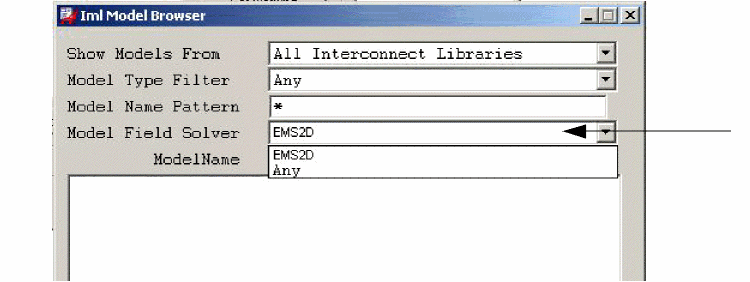 Iml Model Browser
Show Models From All Interconnect Libraries
Model Type Filter Any
Model Name Pattern *
Model Field Solver EMS2D
ModelName EMS2D
Any